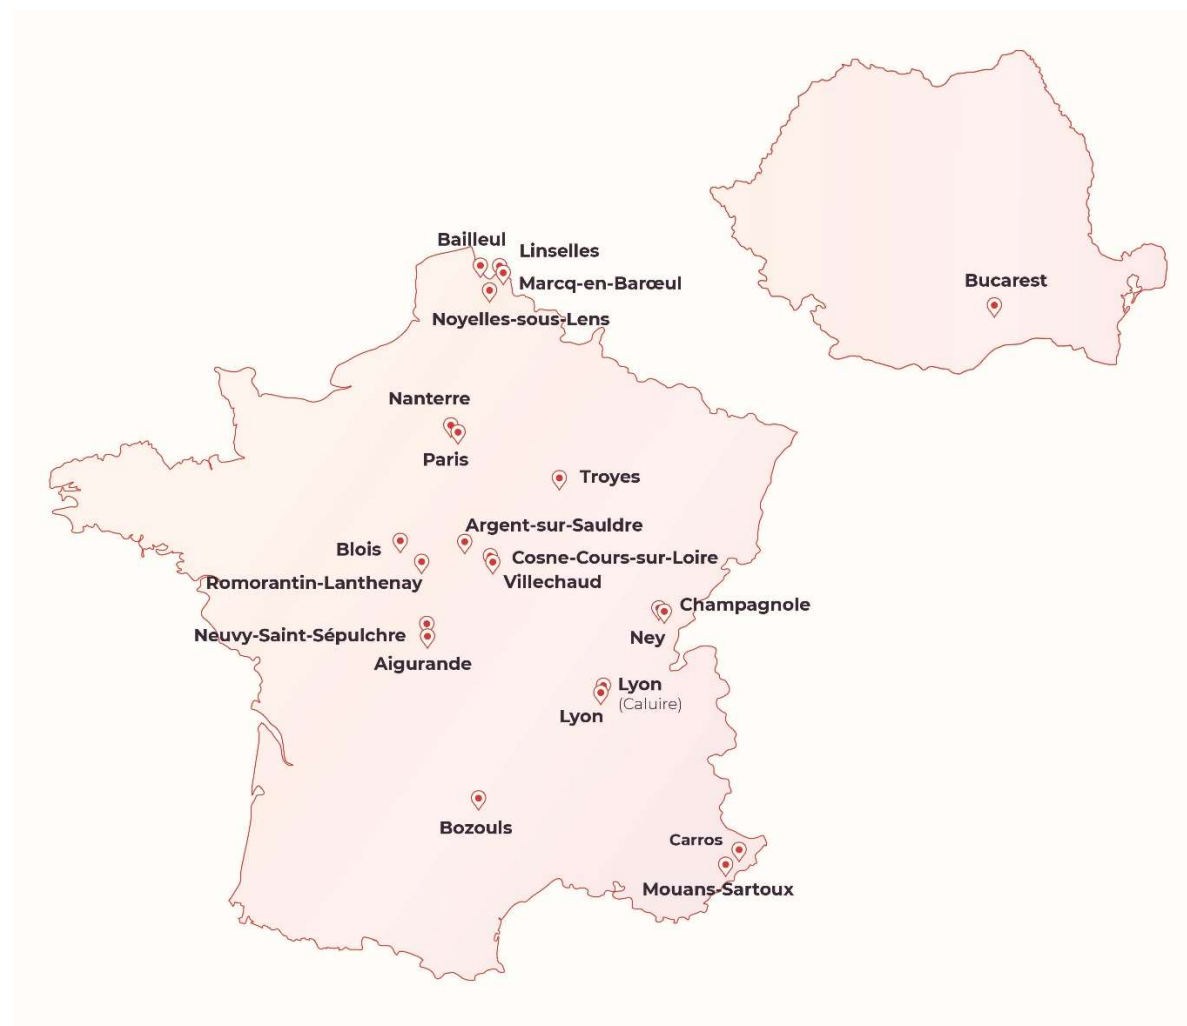 Bailleul
Linselles
Marcq-en-Barœul
Noyelles-sous-Lens
Bucarest
Nanterre
Paris
Troyes
Argent-sur-Sauldre
Blois
Cosne-Cours-sur-Loire
Romorantin-Lanthenay
Villechaud
Champagnole
Neuvy-Saint-Sépulchre
Ney
Aigurande
Lyon
(Caluire)
Lyon
Bozouls
Carros
Mouans-Sartoux